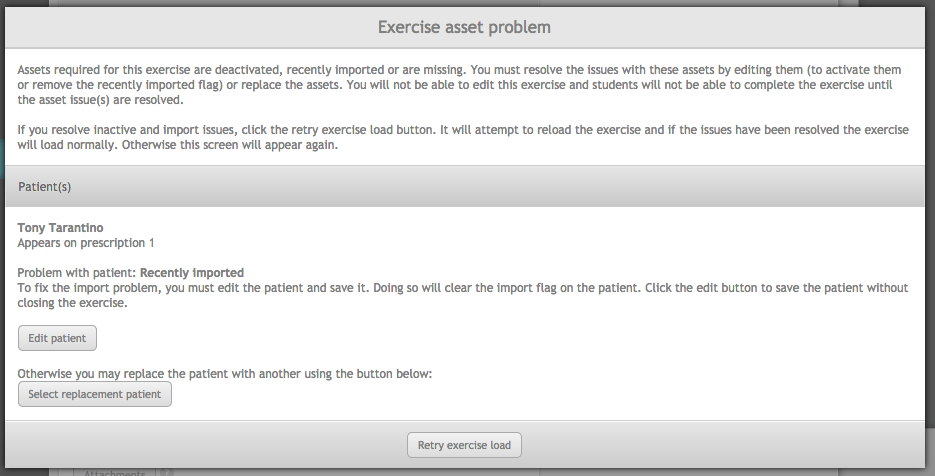 Exercise asset problem
Assets required for this exercise are deactivated, recently imported or are missing. You must resolve the issues with these assets by editing them (to activate them
or remove the recently imported flag) or replace the assets. You will not be able to edit this exercise and students will not be able to complete the exercise until
the asset issue(s) are resolved.
If you resolve inactive and import issues, click the retry exercise load button. It will attempt to reload the exercise and if the issues have been resolved the exercise
will load normally. Otherwise this screen will appear again.
Patient(s)
Tony Tarantino
Appears on prescription 1
Problem with patient: Recently imported
To fix the import problem, you must edit the patient and save it. Doing so will clear the import flag on the patient. Click the edit button to save the patient without
closing the exercise.
Edit patient
Otherwise you may replace the patient with another using the button below:
Select replacement patient
Retry exercise load
Attachments